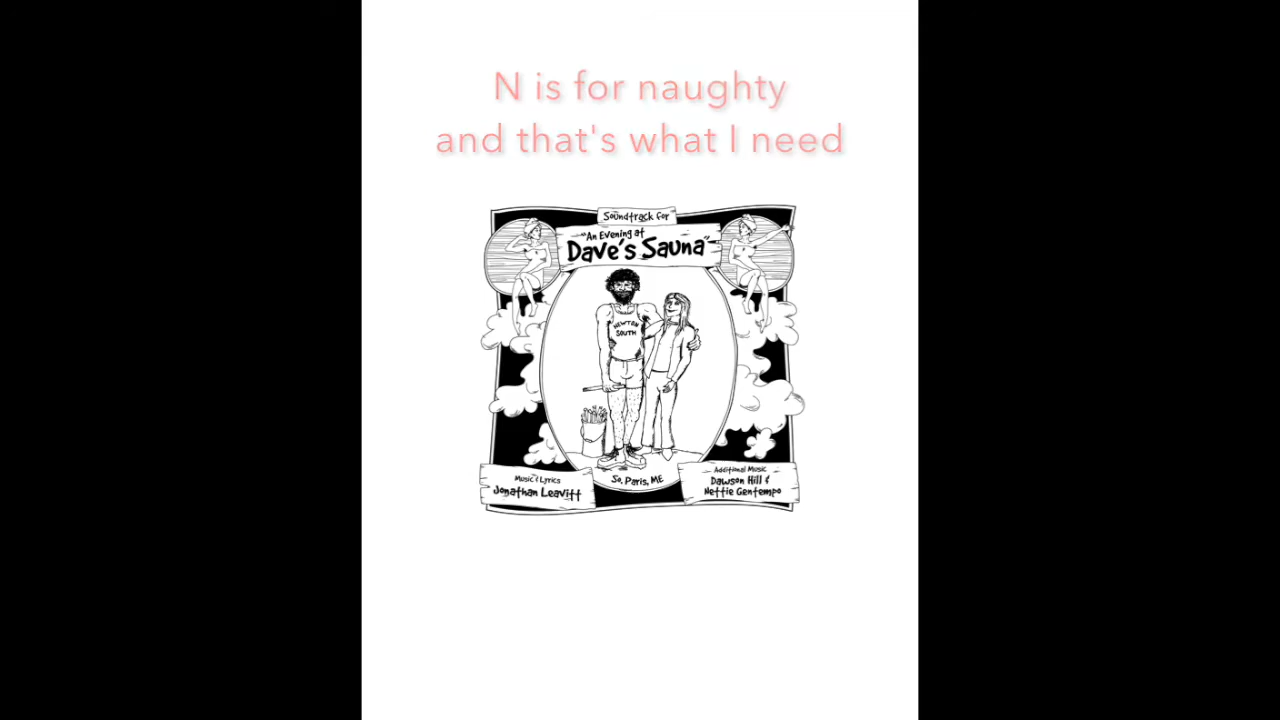 N is for naughty
and that's what I need
Soundtrack for
"An Evening at
Dave's Sauna"
NEWTON
SOUTH
So. Paris, ME
Music & Lyrics
Jonathan Leavitt
Additional Music
Dawson Hill &
Nettie Gentempo